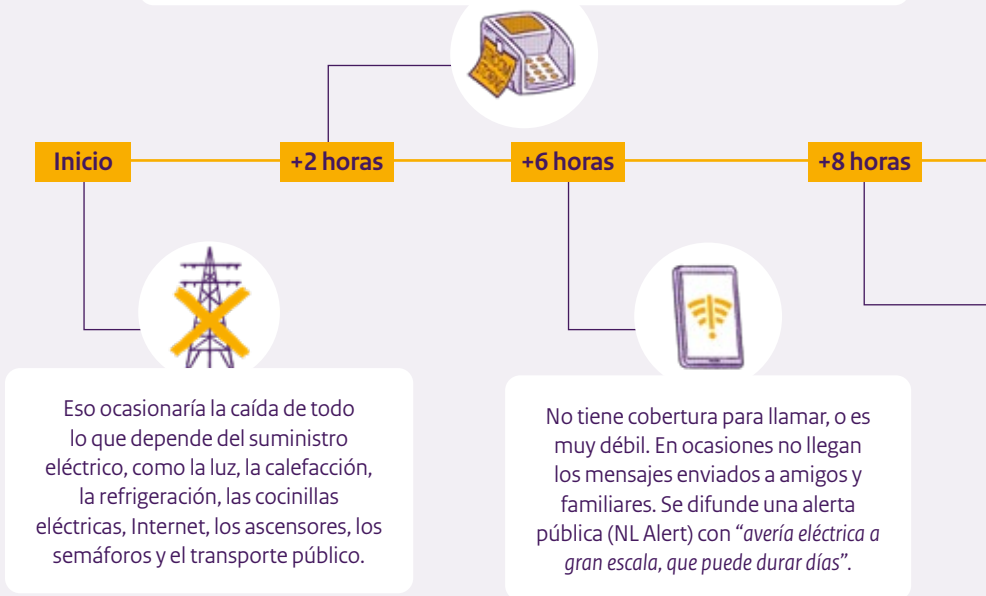 Inicio
+2 horas
+6 horas
+8 horas
Eso ocasionaría la caída de todo
lo que depende del suministro
eléctrico, como la luz, la calefacción,
la refrigeración, las cocinillas
eléctricas, Internet, los ascensores, los
semáforos y el transporte público.
No tiene cobertura para llamar, o es
muy débil. En ocasiones no llegan
los mensajes enviados a amigos y
familiares. Se difunde una alerta
pública (NL Alert) con “avería eléctrica a
gran escala, que puede durar días”.